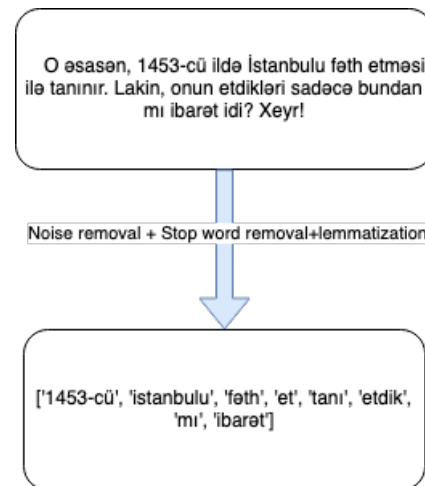 O əsasən, 1453-cü ildə İstanbulu fəth etməsi
ilə tanınır. Lakin, onun etdikləri sadəcə bundan
mı ibarət idi? Xeyr!
Noise removal + Stop word removal+lemmatization
['1453-cü', 'istanbulu', 'fəth', 'et', 'tanı', 'etdik',
'mı', 'ibarət']